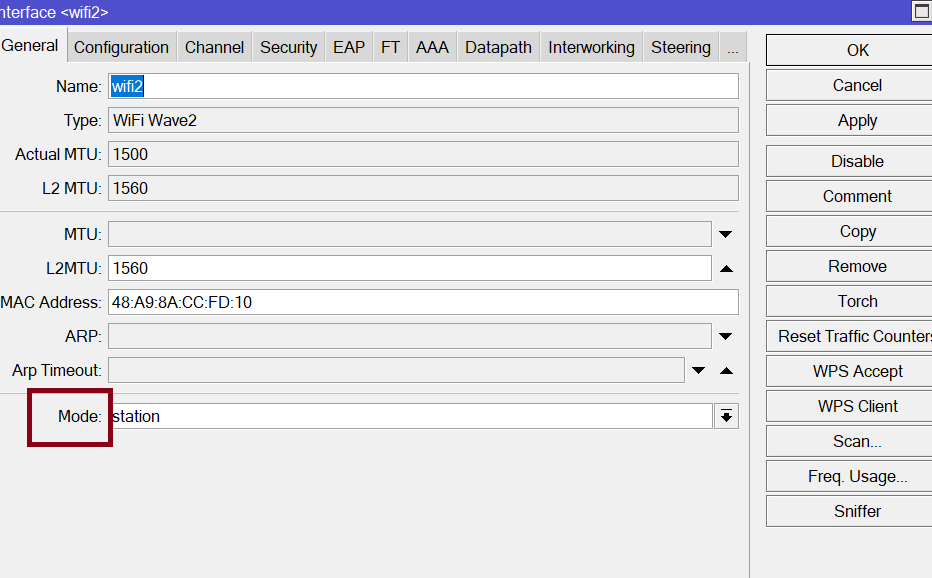 nterface <wifi2>
General Configuration Channel Security EAP FT AAA Datapath Interworking Steering ...
Name: wifi2
Type: WiFi Wave2
Actual MTU: 1500
L2 MTU: 1560
MTU:
L2MTU: 1560
MAC Address: 48:A9:8A:CC:FD:10
ARP:
Arp Timeout:
Mode: station
OK
Cancel
Apply
Disable
Comment
Copy
Remove
Torch
Reset Traffic Counters
WPS Accept
WPS Client
Scan...
Freq. Usage...
Sniffer